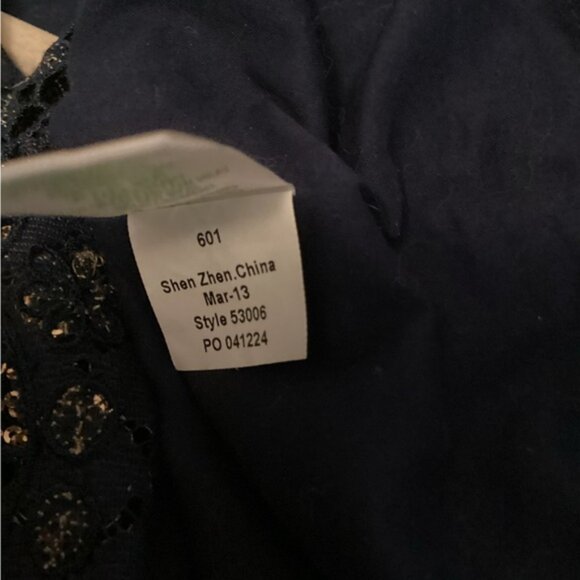 601
Shen Zhen.China
Mar-13
Style 53006
PO 041224